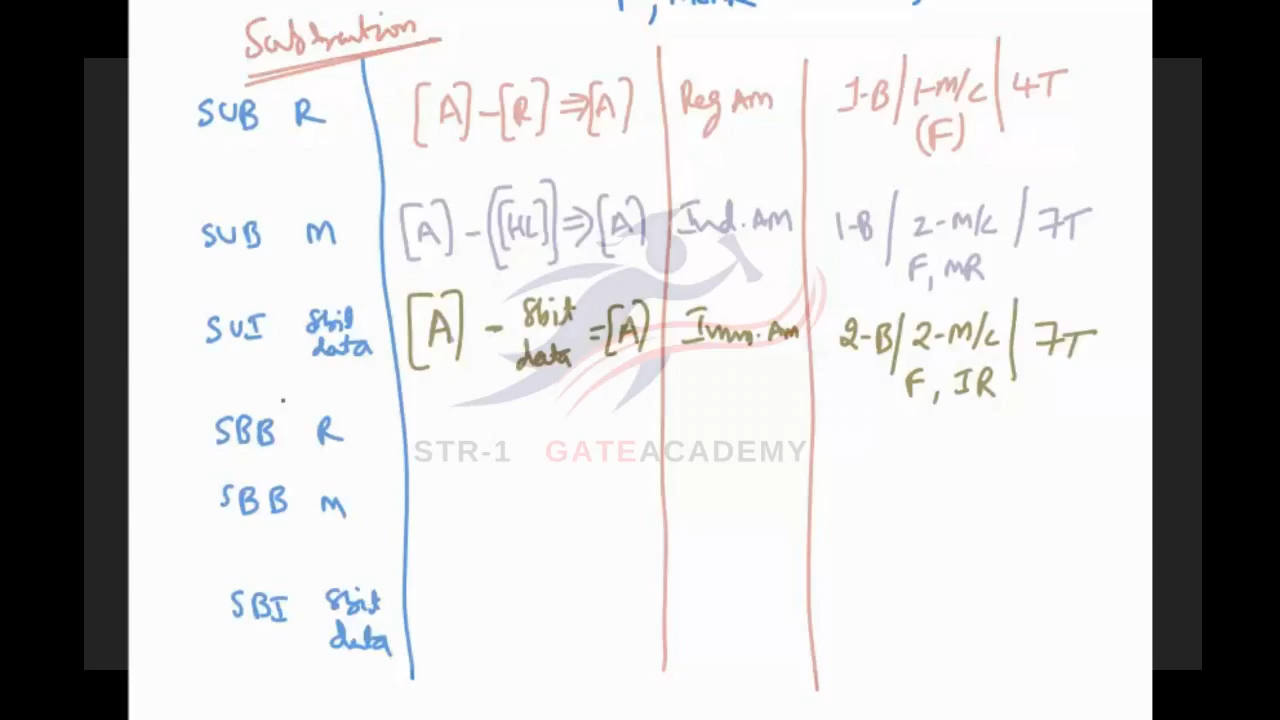 Subtration
SUB R [A] - [R] ⇒ [A] Reg AM 1-B / 1-M/C | 4T
(F)
SUB M [A] - [[HL]] ⇒ [A] Ind. AM 1-B / 2-M/C / 7T
F, MR
SUI 8bit data [A] - 8bit data = [A] Imm. Am 2-B / 2-M/C | 7T
F, IR
SBB R
STR-1 GATEACADEMY
SBB M
SBI 8bit
data